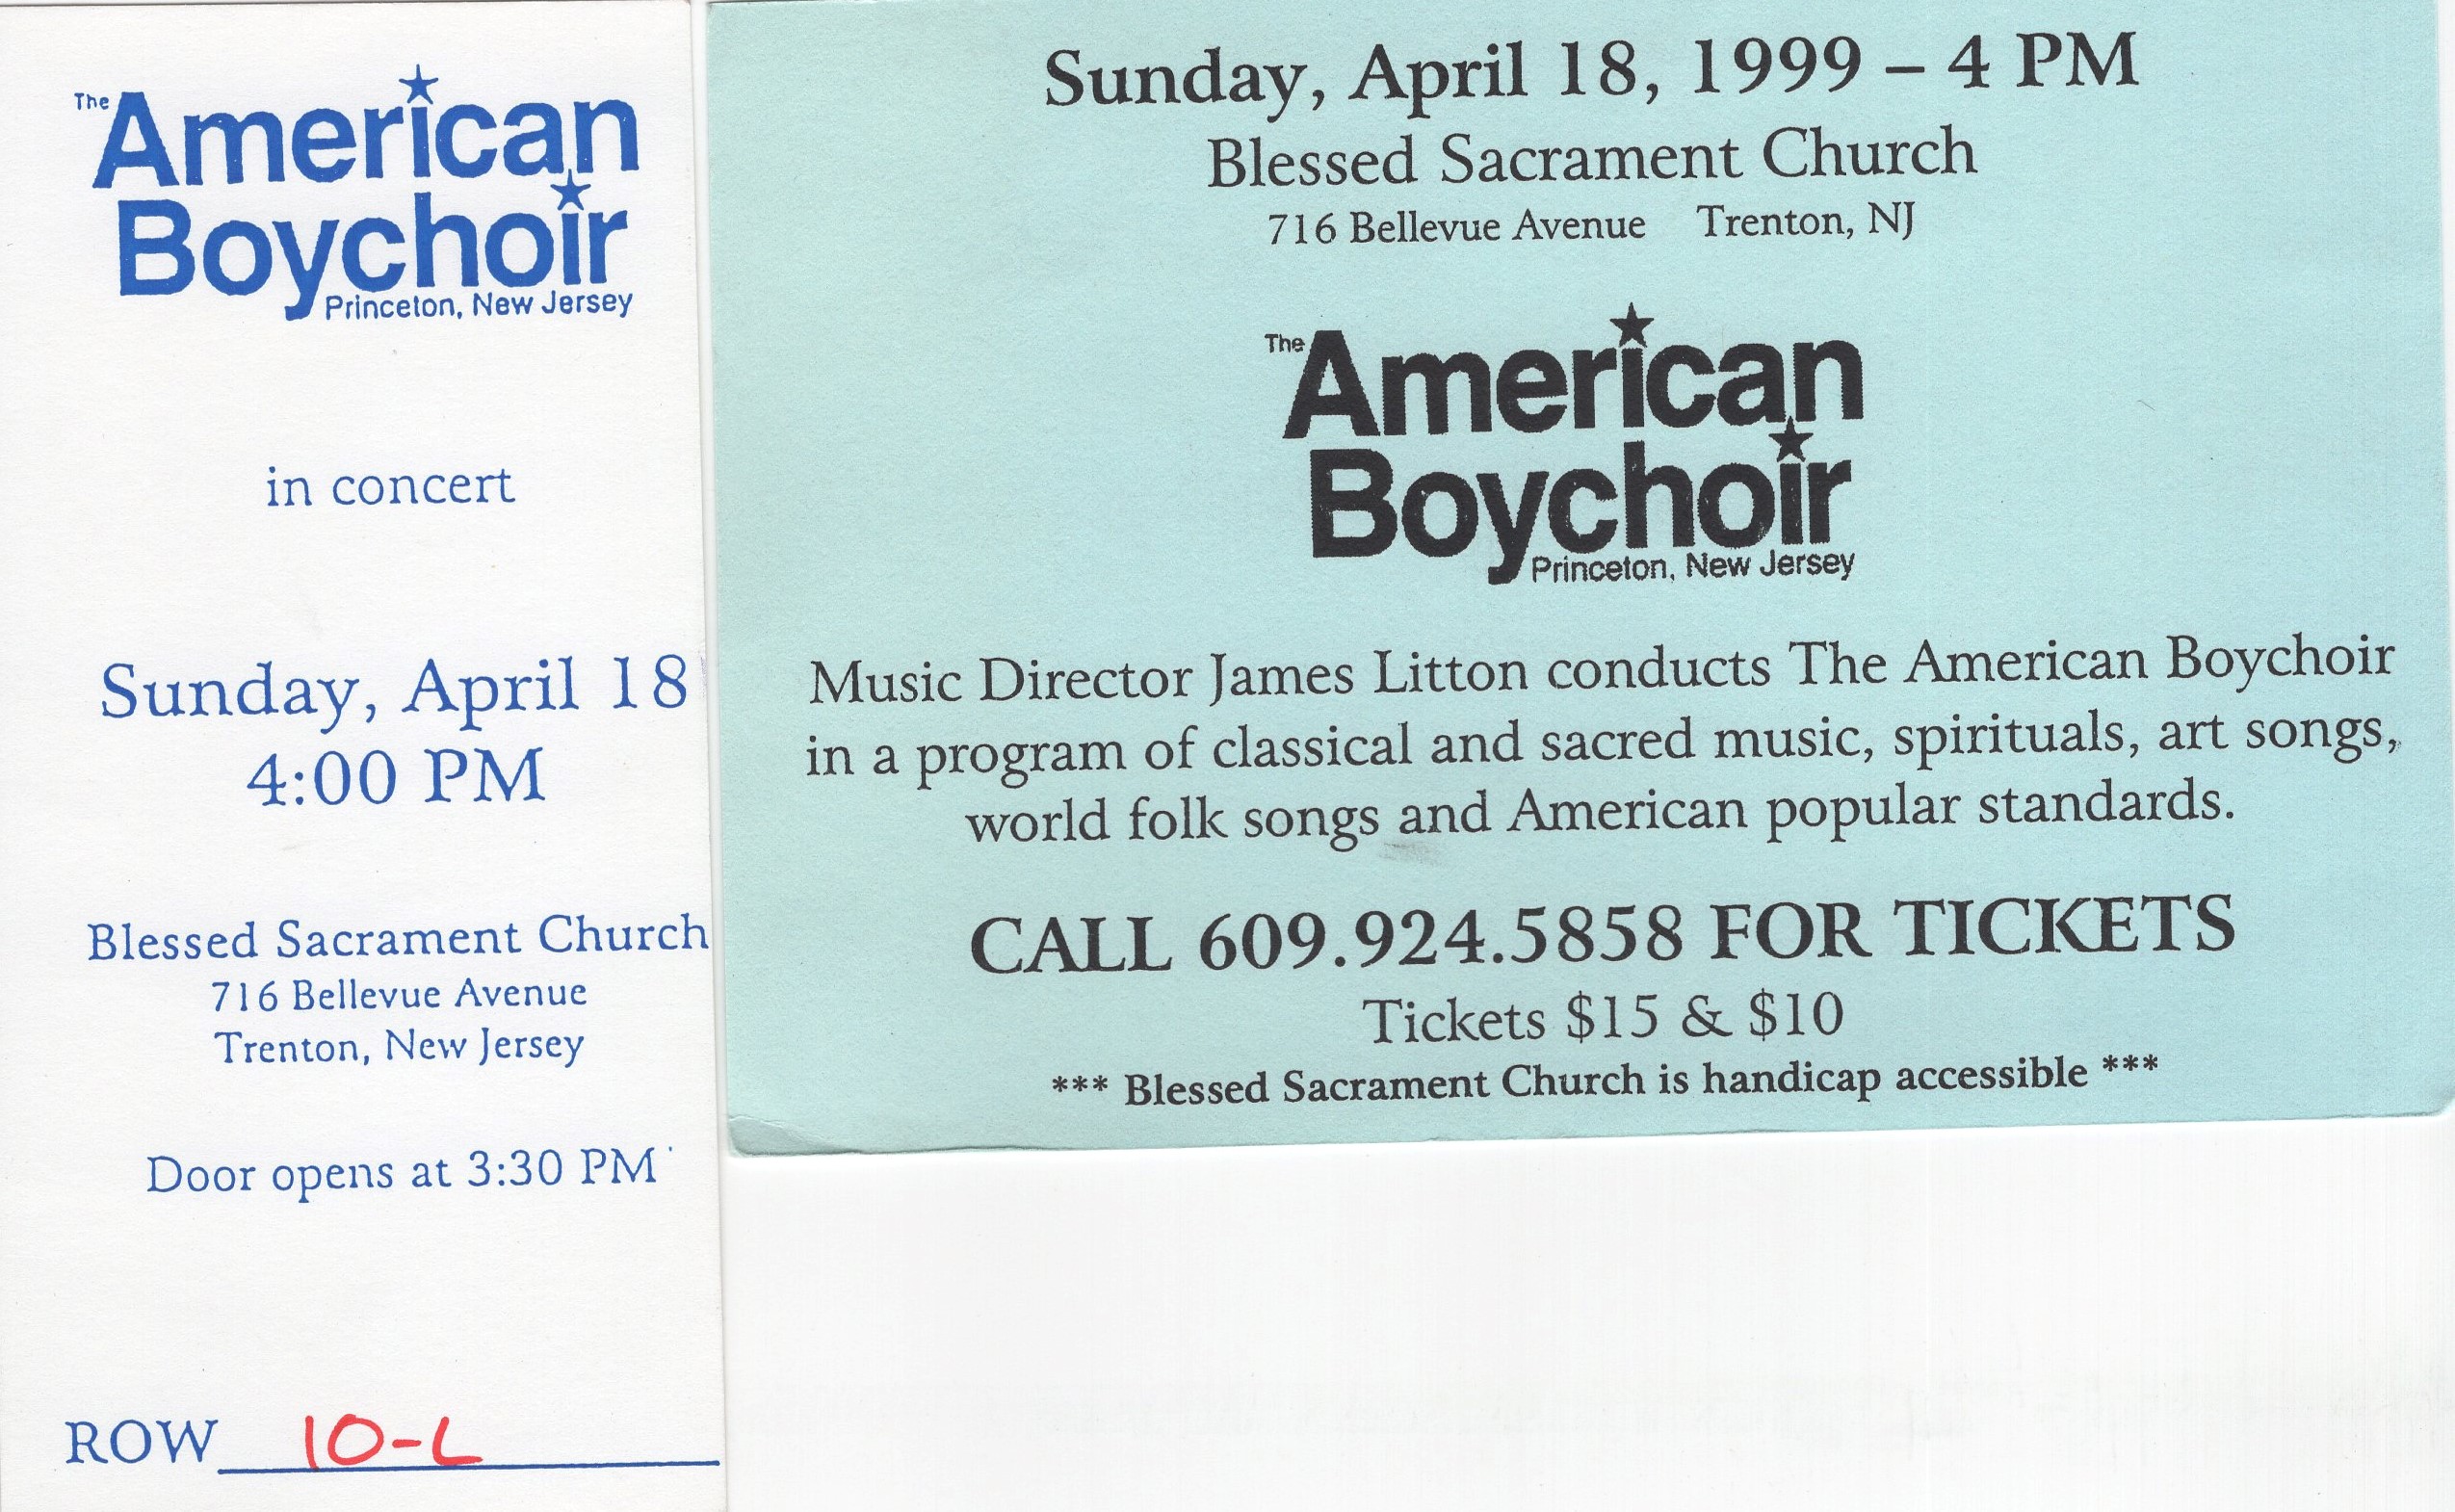 The American
Boychoir
Princeton, New Jersey
in concert
Sunday, April 18
4:00 PM
Blessed Sacrament Church
716 Bellevue Avenue
Trenton, New Jersey
Door opens at 3:30 PM
ROW 10-L
Sunday, April 18, 1999 – 4 PM
Blessed Sacrament Church
716 Bellevue Avenue Trenton, NJ
The American
Boychoir
Princeton, New Jersey
Music Director James Litton conducts The American Boychoir
in a program of classical and sacred music, spirituals, art songs,
world folk songs and American popular standards.
CALL 609.924.5858 FOR TICKETS
Tickets $15 & $10
*** Blessed Sacrament Church is handicap accessible ***